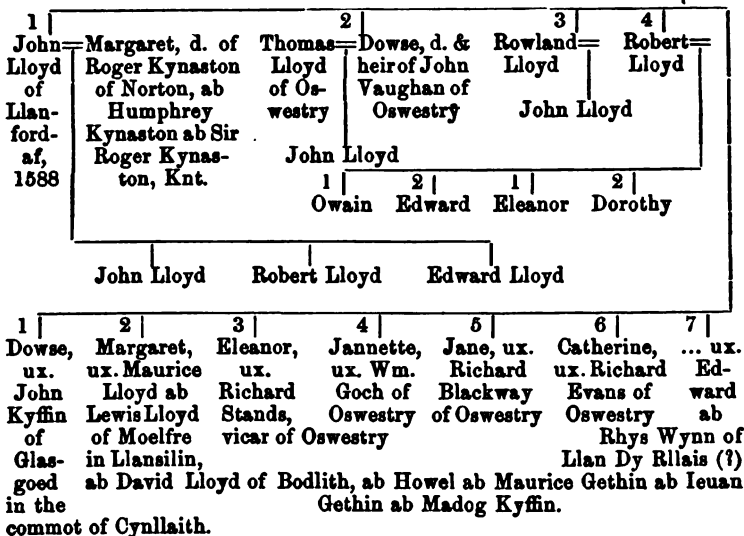 1 2 3 4
John= Margaret, d. of Thomas= Dowse, d. & Rowland= Robert=
Lloyd Roger Kynaston Lloyd heir of John Lloyd Lloyd
of of Norton, ab of Os- Vaughan of
Llan- Humphrey westry Oswestry John Lloyd
ford- Kynaston ab Sir
af, Roger Kynas- John Lloyd
1588 ton, Knt. 1 2 1 2
Owain Edward Eleanor Dorothy
John Lloyd Robert Lloyd Edward Lloyd
1 2 3 4 5 6 7
Dowse, Margaret, Eleanor, Jannette, Jane, ux. Catherine, ... ux.
ux. ux. Maurice ux. ux. Wm. Richard ux. Richard Ed-
John Lloyd ab Richard Goch of Blackway Evans of ward
Kyffin Lewis Lloyd Stands, Oswestry of Oswestry Oswestry ab
of of Moelfre vicar of Oswestry Rhys Wynn of
Glas- in Llansilin, Llan Dy Rllais (?)
goed ab David Lloyd of Bodlith, ab Howel ab Maurice Gethin ab Ieuan
in the Gethin ab Madog Kyffin.
commot of Cynllaith.